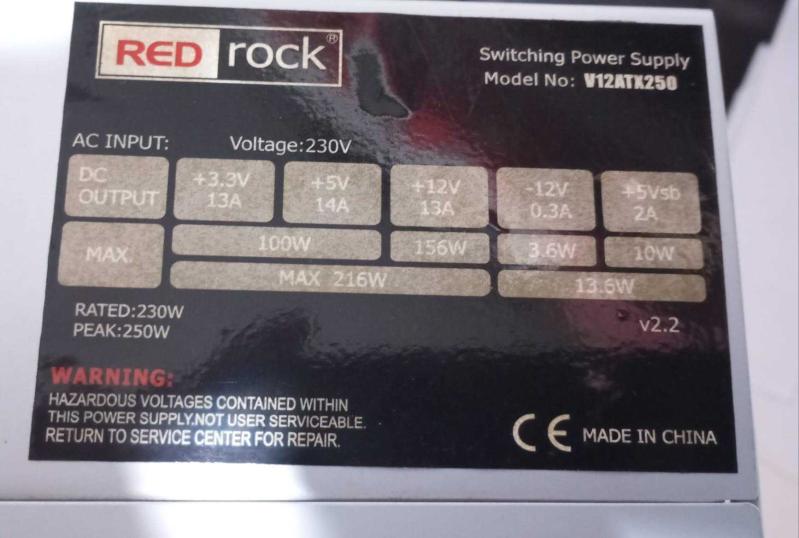 RED rock®
Switching Power Supply
Model No: V12ATX250
AC INPUT: Voltage:230V
DC OUTPUT +3.3V 13A +5V 14A +12V 13A -12V 0.3A +5Vsb 2A
MAX. 100W 156W 3.6W 10W
MAX 216W 13.6W
RATED:230W
PEAK:250W
v2.2
WARNING:
HAZARDOUS VOLTAGES CONTAINED WITHIN
THIS POWER SUPPLY.NOT USER SERVICEABLE.
RETURN TO SERVICE CENTER FOR REPAIR.
CE MADE IN CHINA